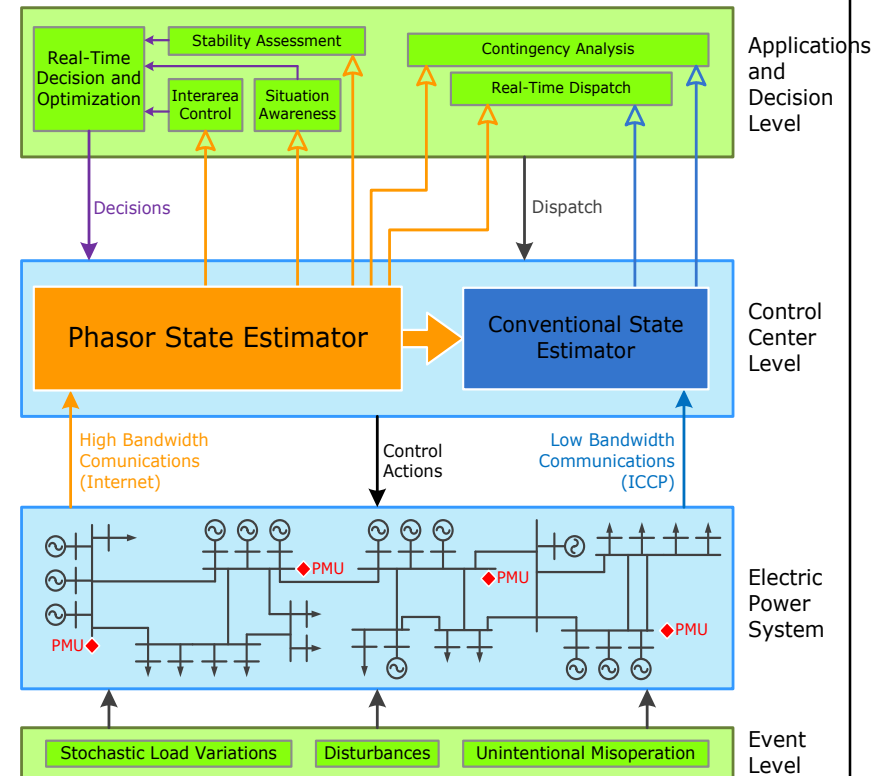 Real-Time
Decision and
Optimization
Stability Assessment
Interarea
Control
Situation
Awareness
Contingency Analysis
Real-Time Dispatch
Applications
and
Decision
Level
Decisions
Dispatch
Phasor State Estimator
Conventional State
Estimator
Control
Center
Level
High Bandwidth
Comunications
(Internet)
Control
Actions
Low Bandwidth
Communications
(ICCP)
PMU
PMU
PMU
PMU
Electric
Power
System
Stochastic Load Variations
Disturbances
Unintentional Misoperation
Event
Level